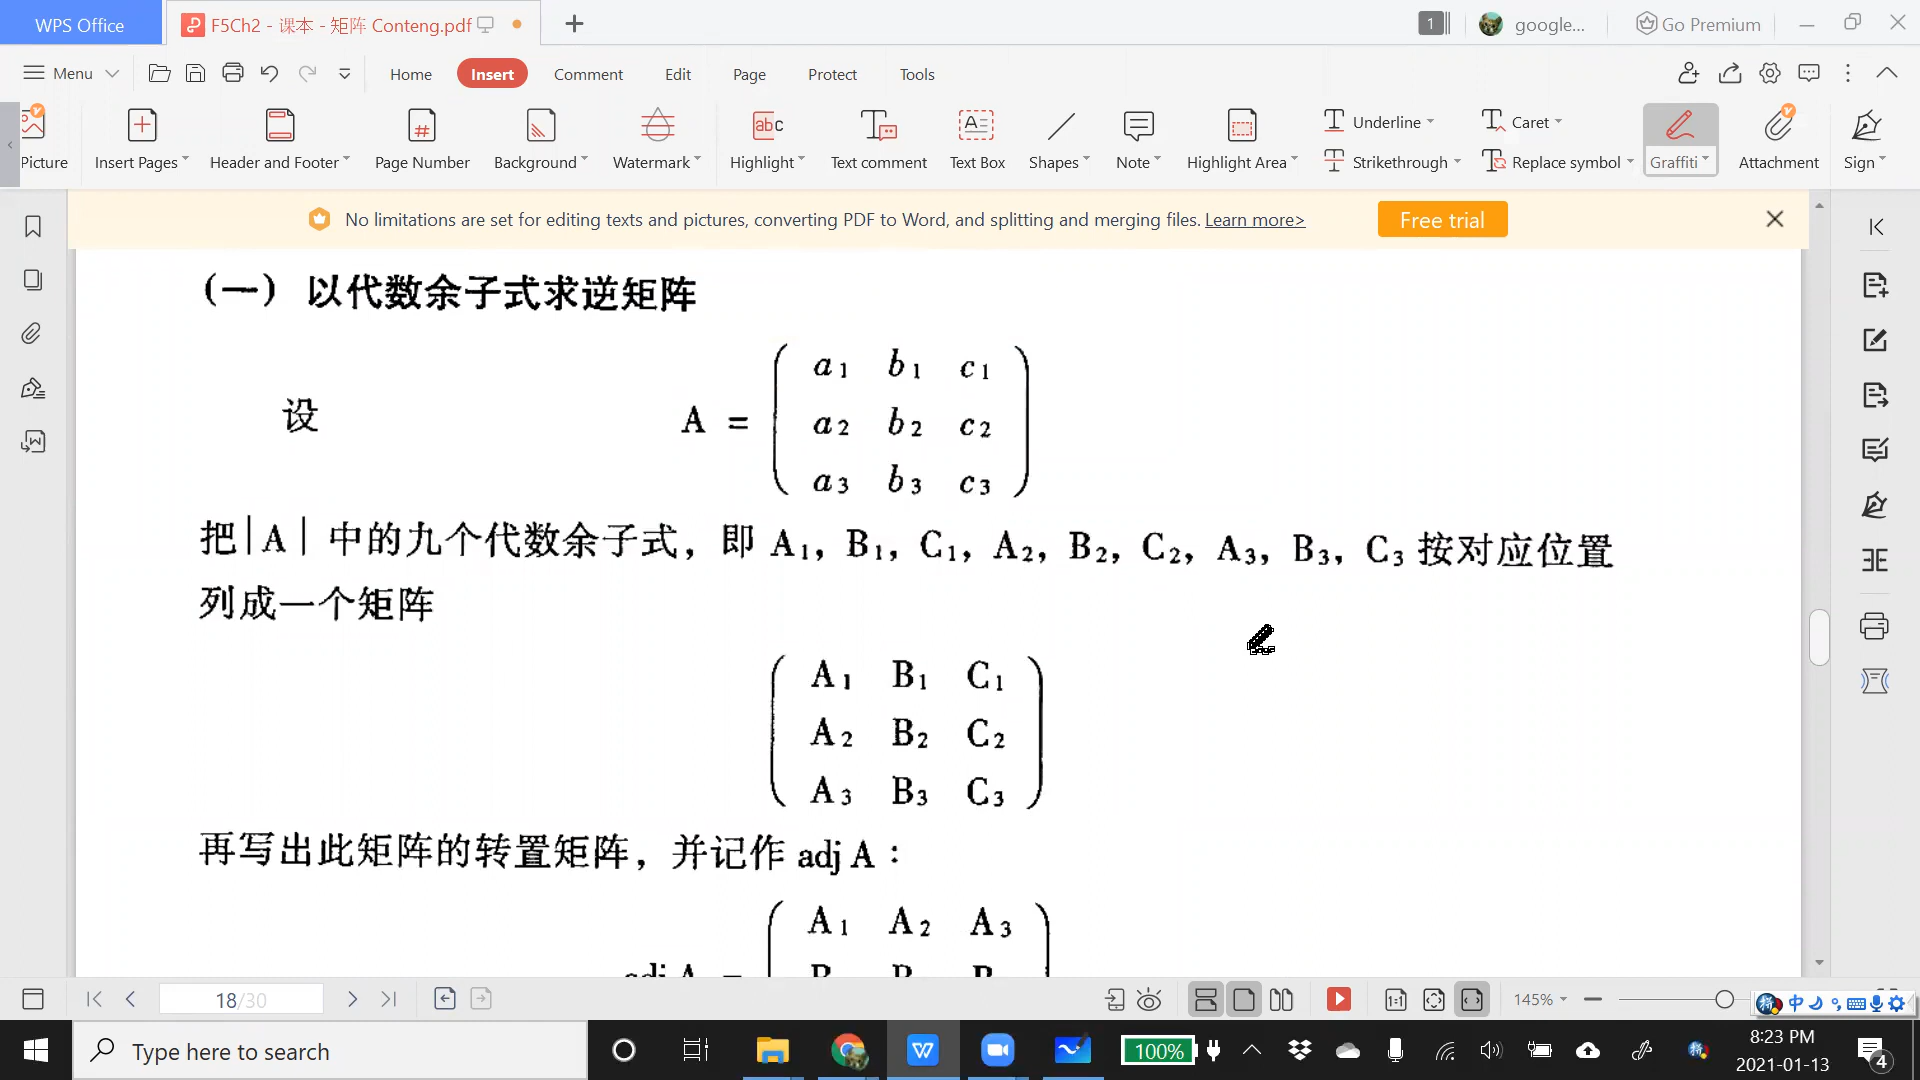 WPS Office
F5Ch2 - 课本 - 矩阵 Conteng.pdf
1
google...
Go Premium
Menu
Home
Insert
Comment
Edit
Page
Protect
Tools
Picture
Insert Pages
Header and Footer
Page Number
Background
Watermark
Highlight
Text comment
Text Box
Shapes
Note
Highlight Area
Underline
Strikethrough
Caret
Replace symbol
Graffiti
Attachment
Sign
No limitations are set for editing texts and pictures, converting PDF to Word, and splitting and merging files. Learn more>
Free trial
(一) 以代数余子式求逆矩阵
a1 b1 c1
设 A = a2 b2 c2
a3 b3 c3
把|A| 中的九个代数余子式，即 A1，B1，C1，A2，B2，C2，A3，B3，C3 按对应位置
列成一个矩阵
A1 B1 C1
A2 B2 C2
A3 B3 C3
再写出此矩阵的转置矩阵，并记作 adj A：
A1 A2 A3
adj A =
18/30
145%
中
Type here to search
100%
8:23 PM
2021-01-13
4